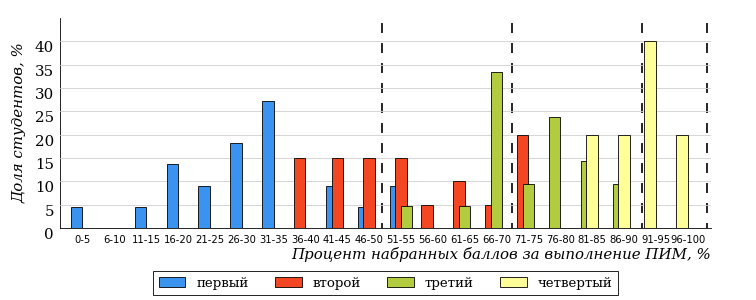 Доля студентов, %
40
35
30
25
20
15
10
5
0
0-5 6-10 11-15 16-20 21-25 26-30 31-35 36-40 41-45 46-50 51-55 56-60 61-65 66-70 71-75 76-80 81-85 86-90 91-95 96-100
Процент набранных баллов за выполнение ПИМ, %
первый второй третий четвертый